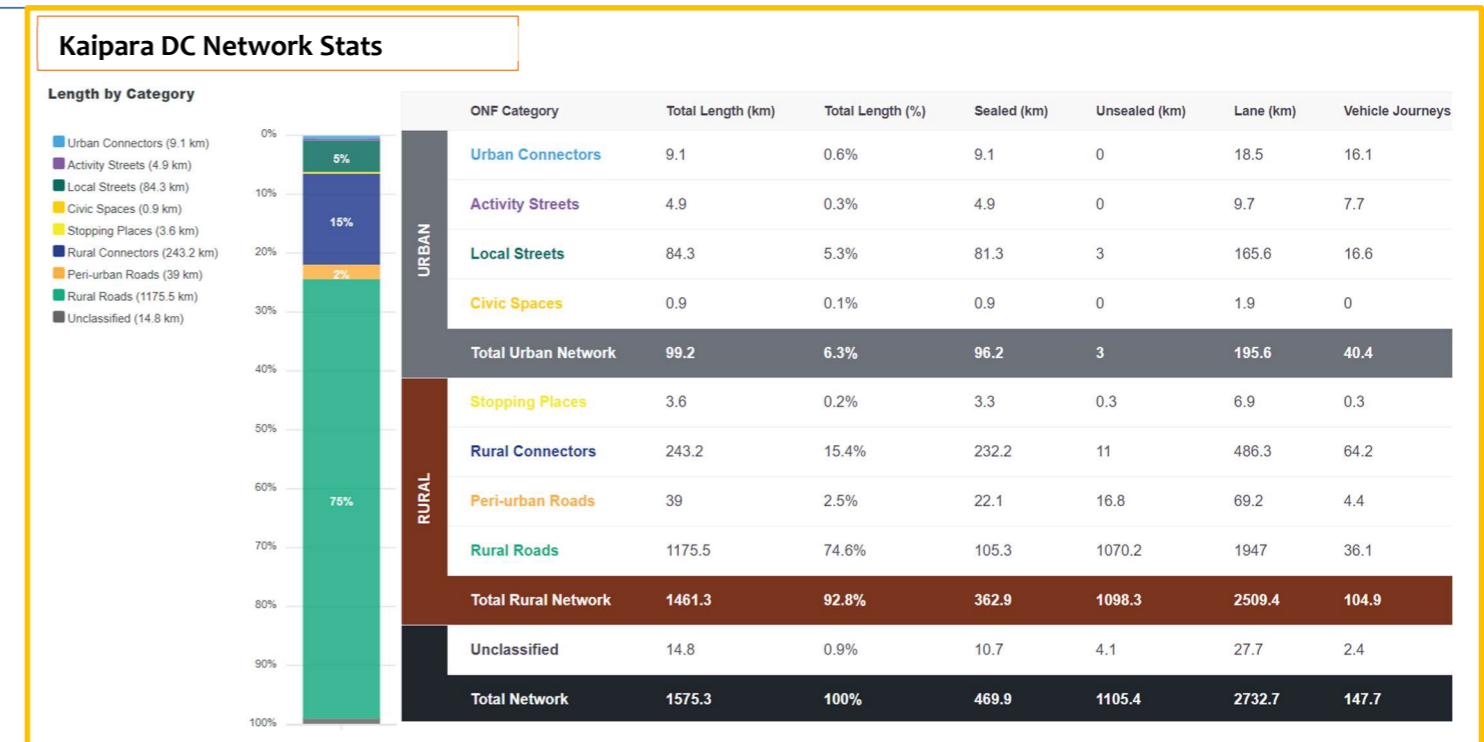 Kaipara DC Network Stats
Length by Category
Urban Connectors (9.1 km)
Activity Streets (4.9 km)
Local Streets (84.3 km)
Civic Spaces (0.9 km)
Stopping Places (3.6 km)
Rural Connectors (243.2 km)
Peri-urban Roads (39 km)
Rural Roads (1175.5 km)
Unclassified (14.8 km)
0%
10%
20%
30%
40%
50%
60%
70%
80%
90%
100%
5%
15%
2%
75%
ONF Category Total Length (km) Total Length (%) Sealed (km) Unsealed (km) Lane (km) Vehicle Journeys
URBAN
Urban Connectors 9.1 0.6% 9.1 0 18.5 16.1
Activity Streets 4.9 0.3% 4.9 0 9.7 7.7
Local Streets 84.3 5.3% 81.3 3 165.6 16.6
Civic Spaces 0.9 0.1% 0.9 0 1.9 0
Total Urban Network 99.2 6.3% 96.2 3 195.6 40.4
RURAL
Stopping Places 3.6 0.2% 3.3 0.3 6.9 0.3
Rural Connectors 243.2 15.4% 232.2 11 486.3 64.2
Peri-urban Roads 39 2.5% 22.1 16.8 69.2 4.4
Rural Roads 1175.5 74.6% 105.3 1070.2 1947 36.1
Total Rural Network 1461.3 92.8% 362.9 1098.3 2509.4 104.9
Unclassified 14.8 0.9% 10.7 4.1 27.7 2.4
Total Network 1575.3 100% 469.9 1105.4 2732.7 147.7